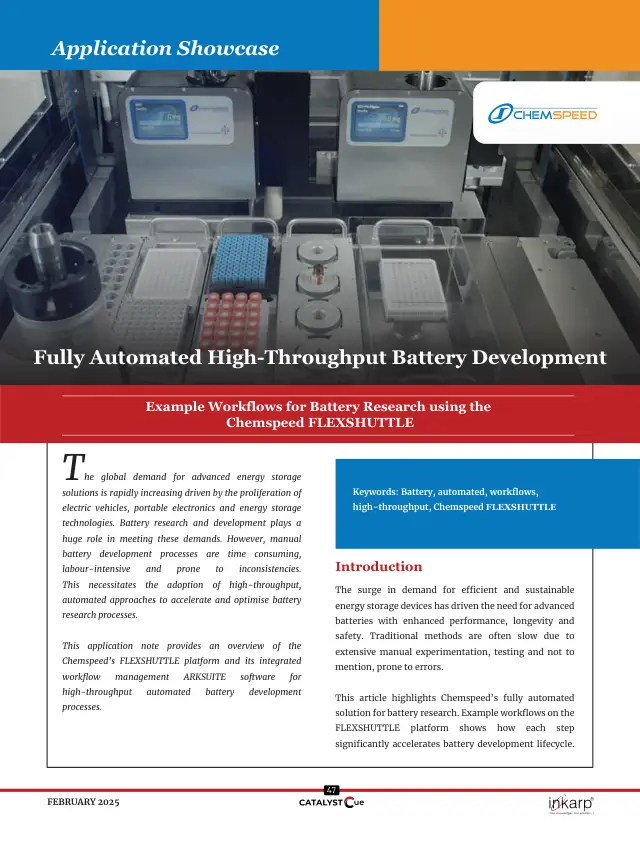 Application Showcase
CHEMSPEED
Fully Automated High-Throughput Battery Development
Example Workflows for Battery Research using the
Chemspeed FLEXSHUTTLE
The global demand for advanced energy storage
solutions is rapidly increasing driven by the proliferation of
electric vehicles, portable electronics and energy storage
technologies. Battery research and development plays a
huge role in meeting these demands. However, manual
battery development processes are time consuming,
labour-intensive and prone to inconsistencies.
This necessitates the adoption of high-throughput,
automated approaches to accelerate and optimise battery
research processes.
This application note provides an overview of the
Chemspeed's FLEXSHUTTLE platform and its integrated
workflow management ARKSUITE software for
high-throughput automated battery development
processes.
Keywords: Battery, automated, workflows,
high-throughput, Chemspeed FLEXSHUTTLE
Introduction
The surge in demand for efficient and sustainable
energy storage devices has driven the need for advanced
batteries with enhanced performance, longevity and
safety. Traditional methods are often slow due to
extensive manual experimentation, testing and not to
mention, prone to errors.
This article highlights Chemspeed's fully automated
solution for battery research. Example workflows on the
FLEXSHUTTLE platform shows how each step
significantly accelerates battery development lifecycle.
47
FEBRUARY 2025
CATALYST Cue
inkarp®